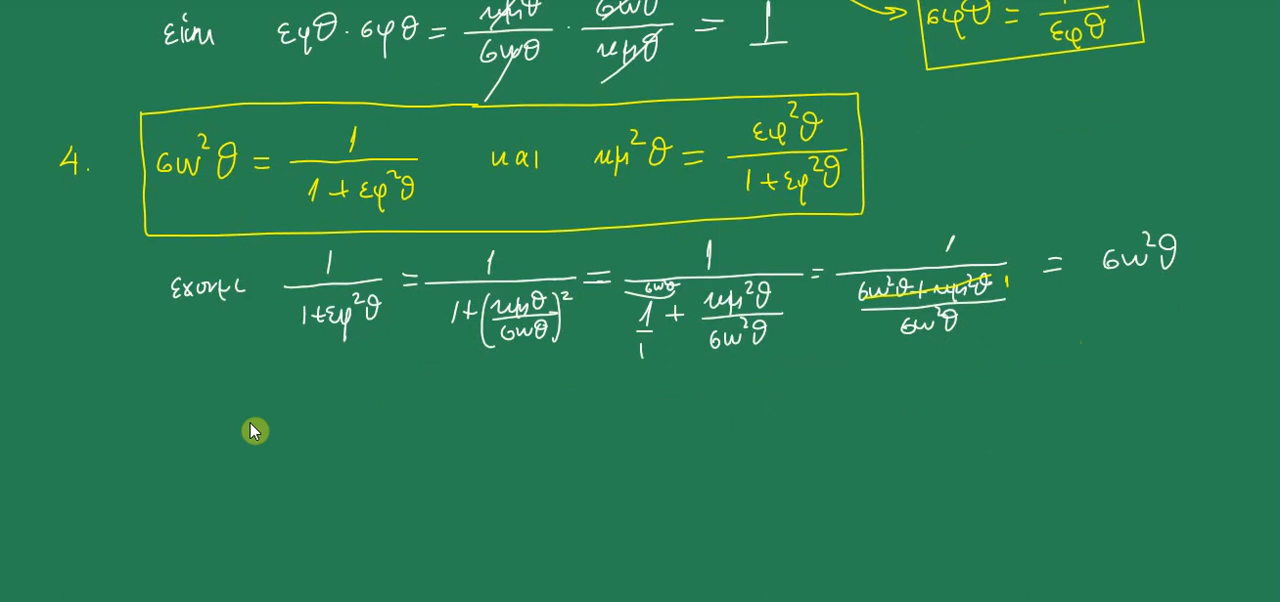 είναι εφθ · σφθ = ημθ/συνθ · συνθ/ημθ = 1
σφθ = 1/εφθ
4. συν²θ = 1/(1 + εφ²θ) και ημ²θ = εφ²θ/(1 + εφ²θ)
έχουμε 1/(1+εφ²θ) = 1/(1+(ημθ/συνθ)²) = 1/(1/1 + ημ²θ/συν²θ) = 1/((συν²θ + ημ²θ)/συν²θ) = συν²θ